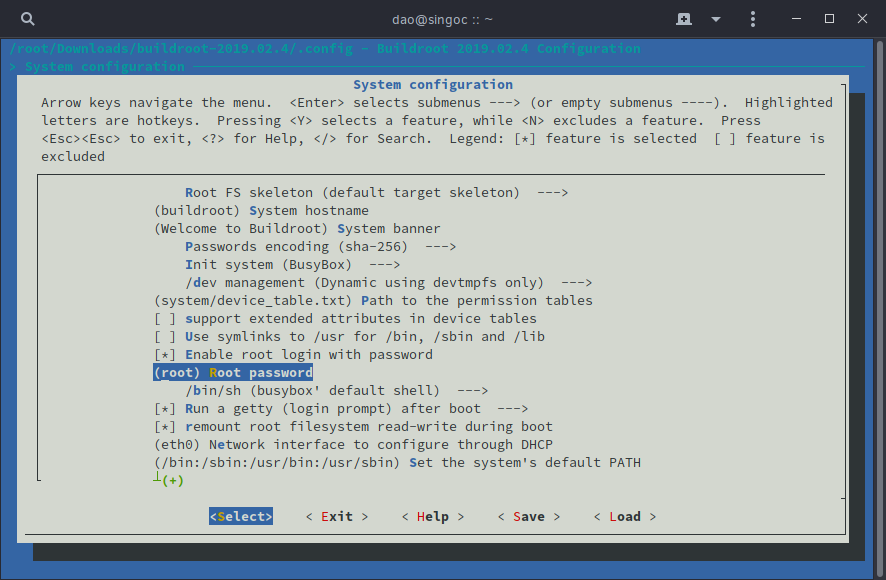 dao@singoc :: ~
/root/Downloads/buildroot-2019.02.4/.config - Buildroot 2019.02.4 Configuration
> System configuration
System configuration
Arrow keys navigate the menu.  <Enter> selects submenus ---> (or empty submenus ----).  Highlighted
letters are hotkeys.  Pressing <Y> selects a feature, while <N> excludes a feature.  Press
<Esc><Esc> to exit, <?> for Help, </> for Search.  Legend: [*] feature is selected  [ ] feature is
excluded
Root FS skeleton (default target skeleton)  --->
(buildroot) System hostname
(Welcome to Buildroot) System banner
Passwords encoding (sha-256)  --->
Init system (BusyBox)  --->
/dev management (Dynamic using devtmpfs only)  --->
(system/device_table.txt) Path to the permission tables
[ ] support extended attributes in device tables
[ ] Use symlinks to /usr for /bin, /sbin and /lib
[*] Enable root login with password
(root) Root password
/bin/sh (busybox' default shell)  --->
[*] Run a getty (login prompt) after boot  --->
[*] remount root filesystem read-write during boot
(eth0) Network interface to configure through DHCP
(/bin:/sbin:/usr/bin:/usr/sbin) Set the system's default PATH
(+)
<Select>    < Exit >    < Help >    < Save >    < Load >